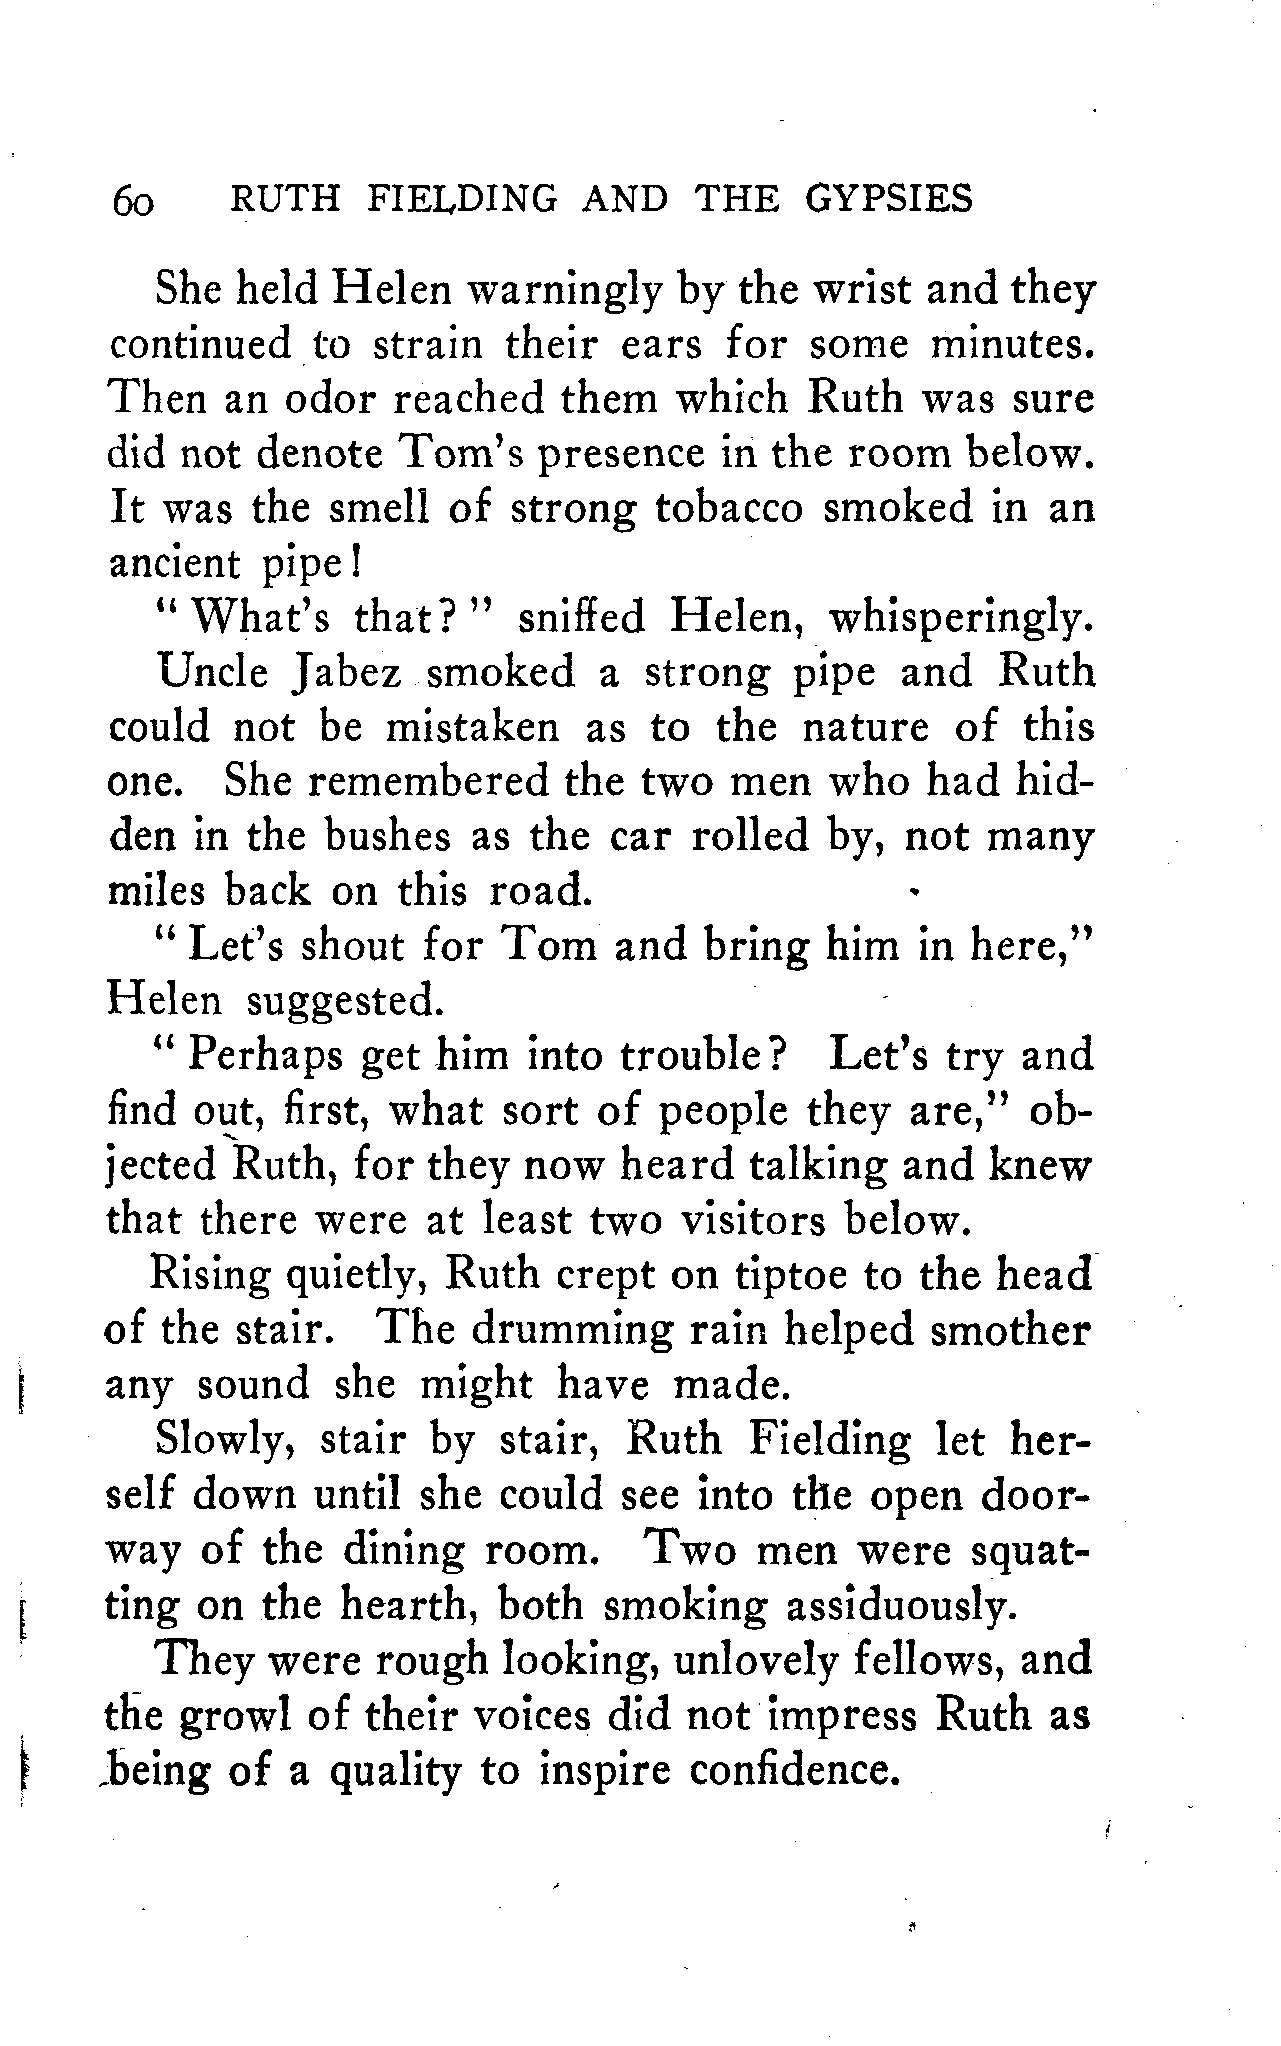 60 RUTH FIELDING AND THE GYPSIES
She held Helen warningly by the wrist and they
continued to strain their ears for some minutes.
Then an odor reached them which Ruth was sure
did not denote Tom's presence in the room below.
It was the smell of strong tobacco smoked in an
ancient pipe!
"What's that?" sniffed Helen, whisperingly.
Uncle Jabez smoked a strong pipe and Ruth
could not be mistaken as to the nature of this
one. She remembered the two men who had hid-
den in the bushes as the car rolled by, not many
miles back on this road.
"Let's shout for Tom and bring him in here,"
Helen suggested.
"Perhaps get him into trouble? Let's try and
find out, first, what sort of people they are," ob-
jected Ruth, for they now heard talking and knew
that there were at least two visitors below.
Rising quietly, Ruth crept on tiptoe to the head
of the stair. The drumming rain helped smother
any sound she might have made.
Slowly, stair by stair, Ruth Fielding let her-
self down until she could see into the open door-
way of the dining room. Two men were squat-
ting on the hearth, both smoking assiduously.
They were rough looking, unlovely fellows, and
the growl of their voices did not impress Ruth as
being of a quality to inspire confidence.